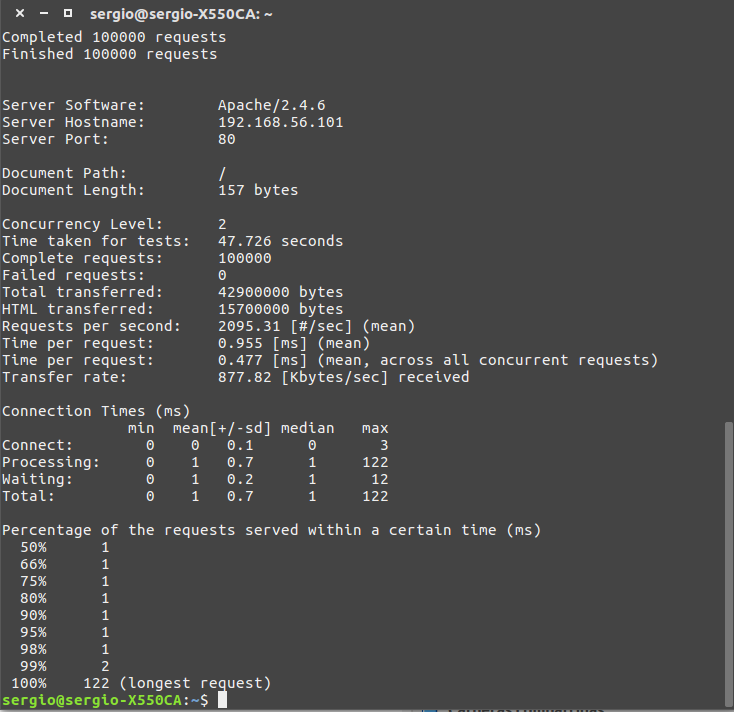 sergio@sergio-X550CA: ~
Completed 100000 requests
Finished 100000 requests
Server Software:        Apache/2.4.6
Server Hostname:        192.168.56.101
Server Port:            80
Document Path:          /
Document Length:        157 bytes
Concurrency Level:      2
Time taken for tests:   47.726 seconds
Complete requests:      100000
Failed requests:        0
Total transferred:      42900000 bytes
HTML transferred:       15700000 bytes
Requests per second:    2095.31 [#/sec] (mean)
Time per request:       0.955 [ms] (mean)
Time per request:       0.477 [ms] (mean, across all concurrent requests)
Transfer rate:          877.82 [Kbytes/sec] received
Connection Times (ms)
              min  mean[+/-sd] median   max
Connect:        0    0   0.1      0       3
Processing:     0    1   0.7      1     122
Waiting:        0    1   0.2      1      12
Total:          0    1   0.7      1     122
Percentage of the requests served within a certain time (ms)
  50%      1
  66%      1
  75%      1
  80%      1
  90%      1
  95%      1
  98%      1
  99%      2
 100%    122 (longest request)
sergio@sergio-X550CA:~$